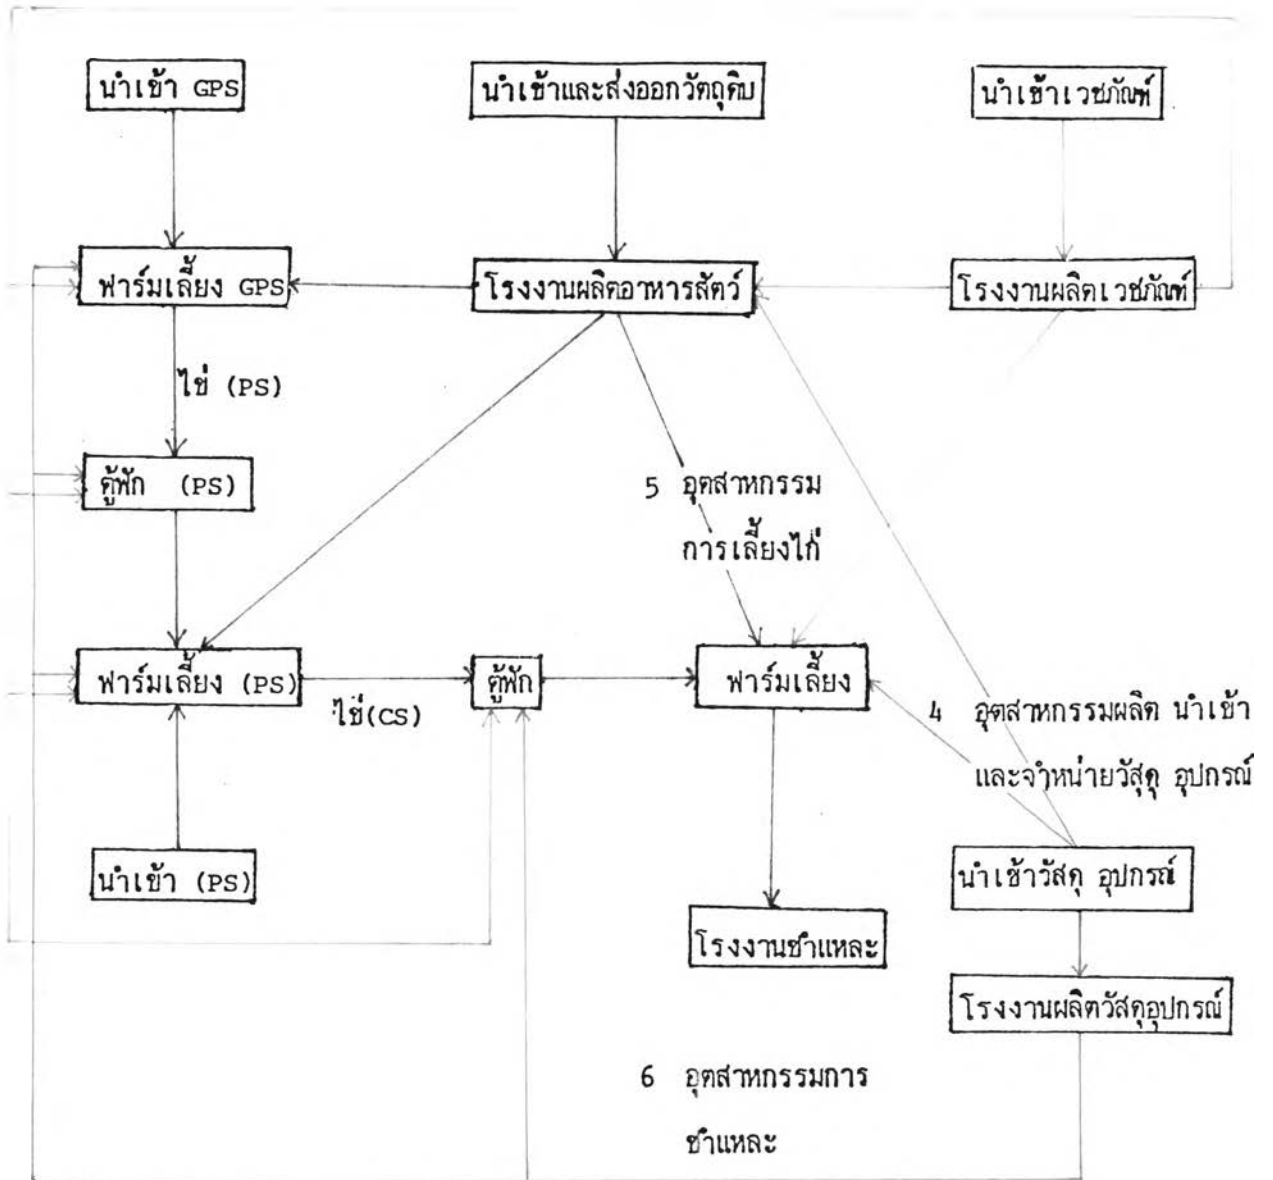 นำเข้า GPS
นำเข้าและส่งออกวัตถุดิบ
นำเข้าเวชภัณฑ์
ฟาร์มเลี้ยง GPS
โรงงานผลิตอาหารสัตว์
โรงงานผลิตเวชภัณฑ์
ไข่ (PS)
ตู้ฟัก (PS)
5 อุตสาหกรรม
การเลี้ยงไก่
ฟาร์มเลี้ยง (PS)
ไข่(CS)
ตู้ฟัก
ฟาร์มเลี้ยง
4 อุตสาหกรรมผลิต นำเข้า
และจำหน่ายวัสดุ อุปกรณ์
นำเข้า (PS)
นำเข้าวัสดุ อุปกรณ์
โรงงานชำแหละ
โรงงานผลิตวัสดุอุปกรณ์
6 อุตสาหกรรมการ
ชำแหละ